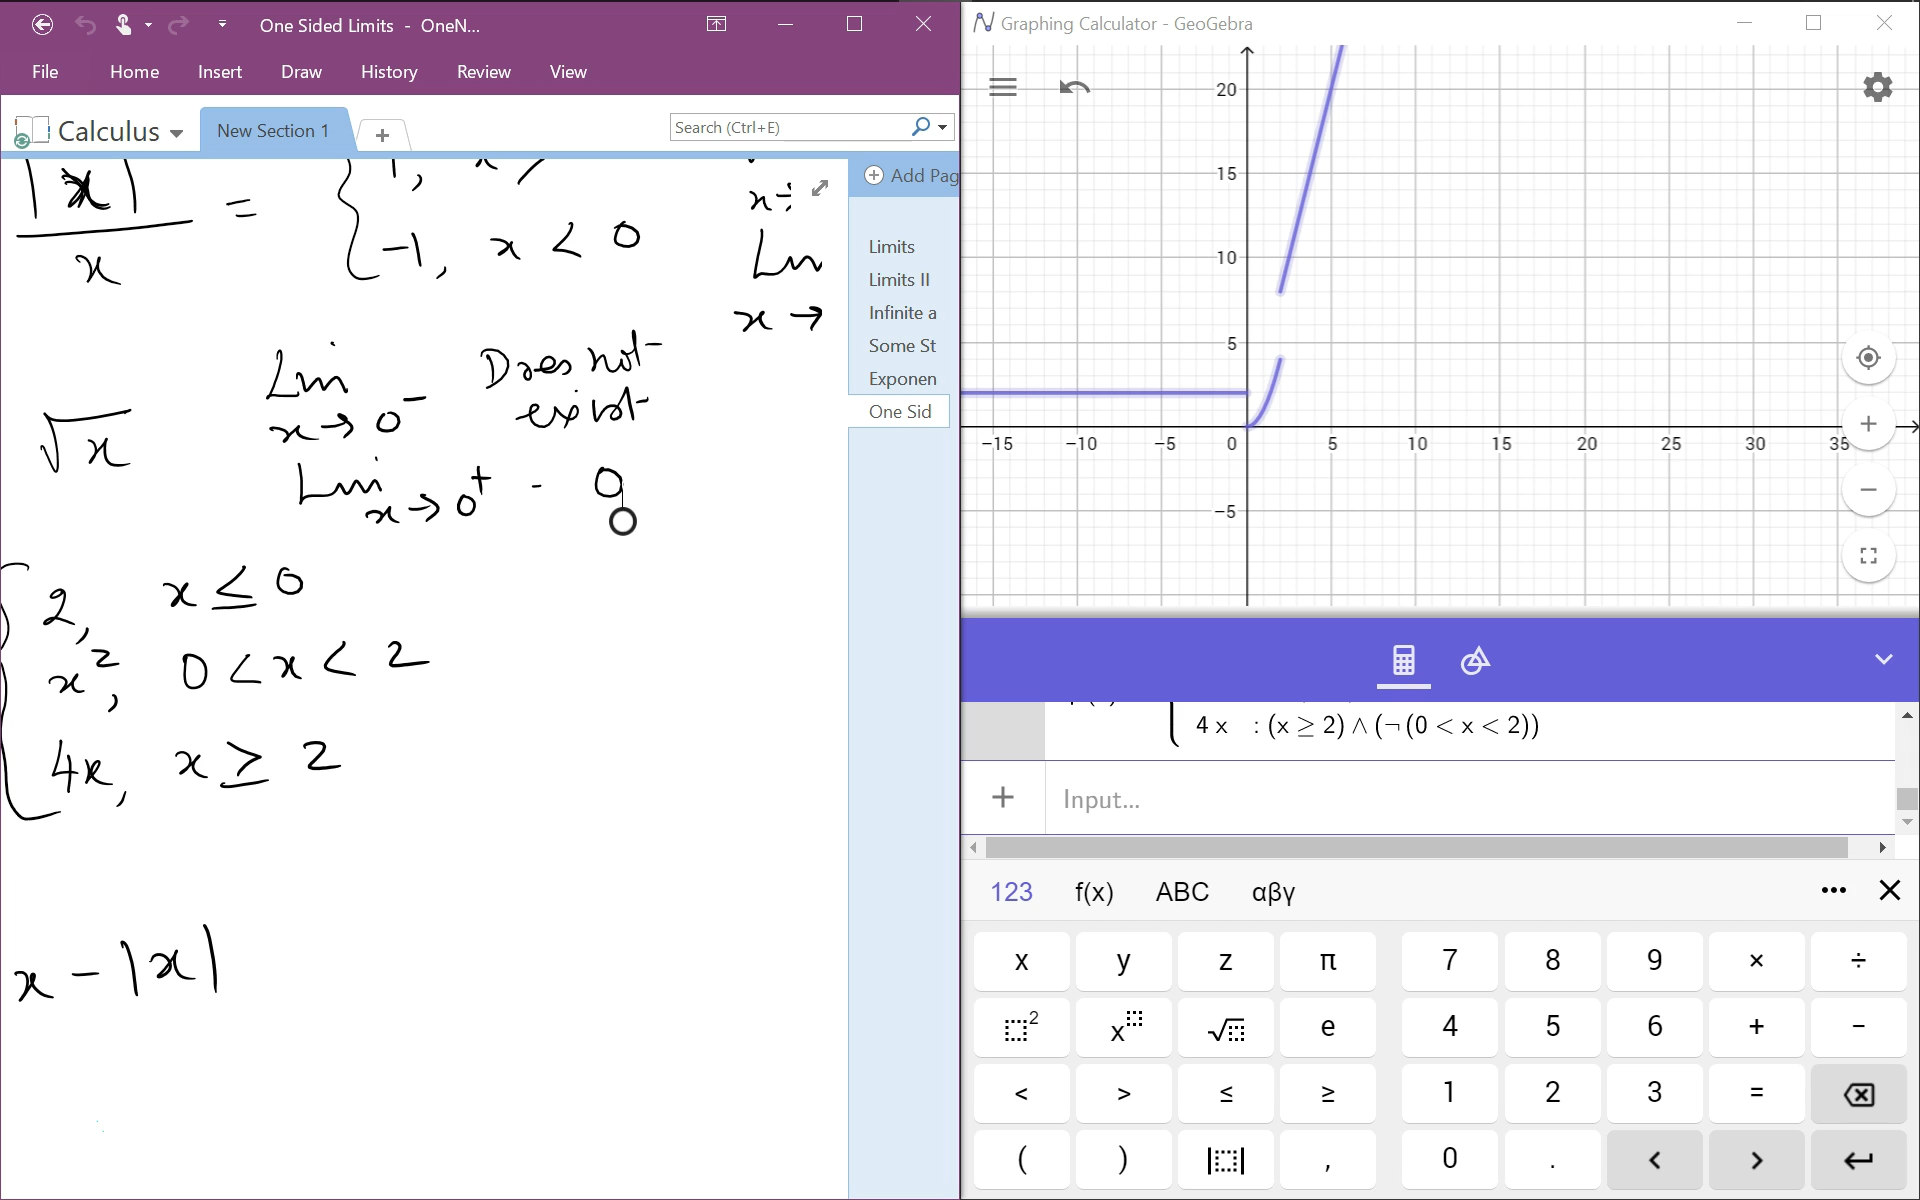 One Sided Limits - OneN...
File Home Insert Draw History Review View
Calculus New Section 1 + Search (Ctrl+E)
|x|
x
=
-1, x < 0
x
Lim
x →
√x
Lim
x → 0⁻
Does not
exist
Lim
x → 0⁺ - 0
2, x ≤ 0
x², 0 < x < 2
4x, x ≥ 2
x - |x|
Add Pag
Limits
Limits II
Infinite a
Some St
Exponen
One Sid
Graphing Calculator - GeoGebra
20
15
10
5
-15 -10 -5 0 5 10 15 20 25 30 35
-5
4 x : (x ≥ 2) ∧ (¬ (0 < x < 2))
+ Input...
123 f(x) ABC αβγ ...
x y z π 7 8 9 × ÷
² x √ e 4 5 6 + −
< > ≤ ≥ 1 2 3 =
( ) | | , 0 . < >